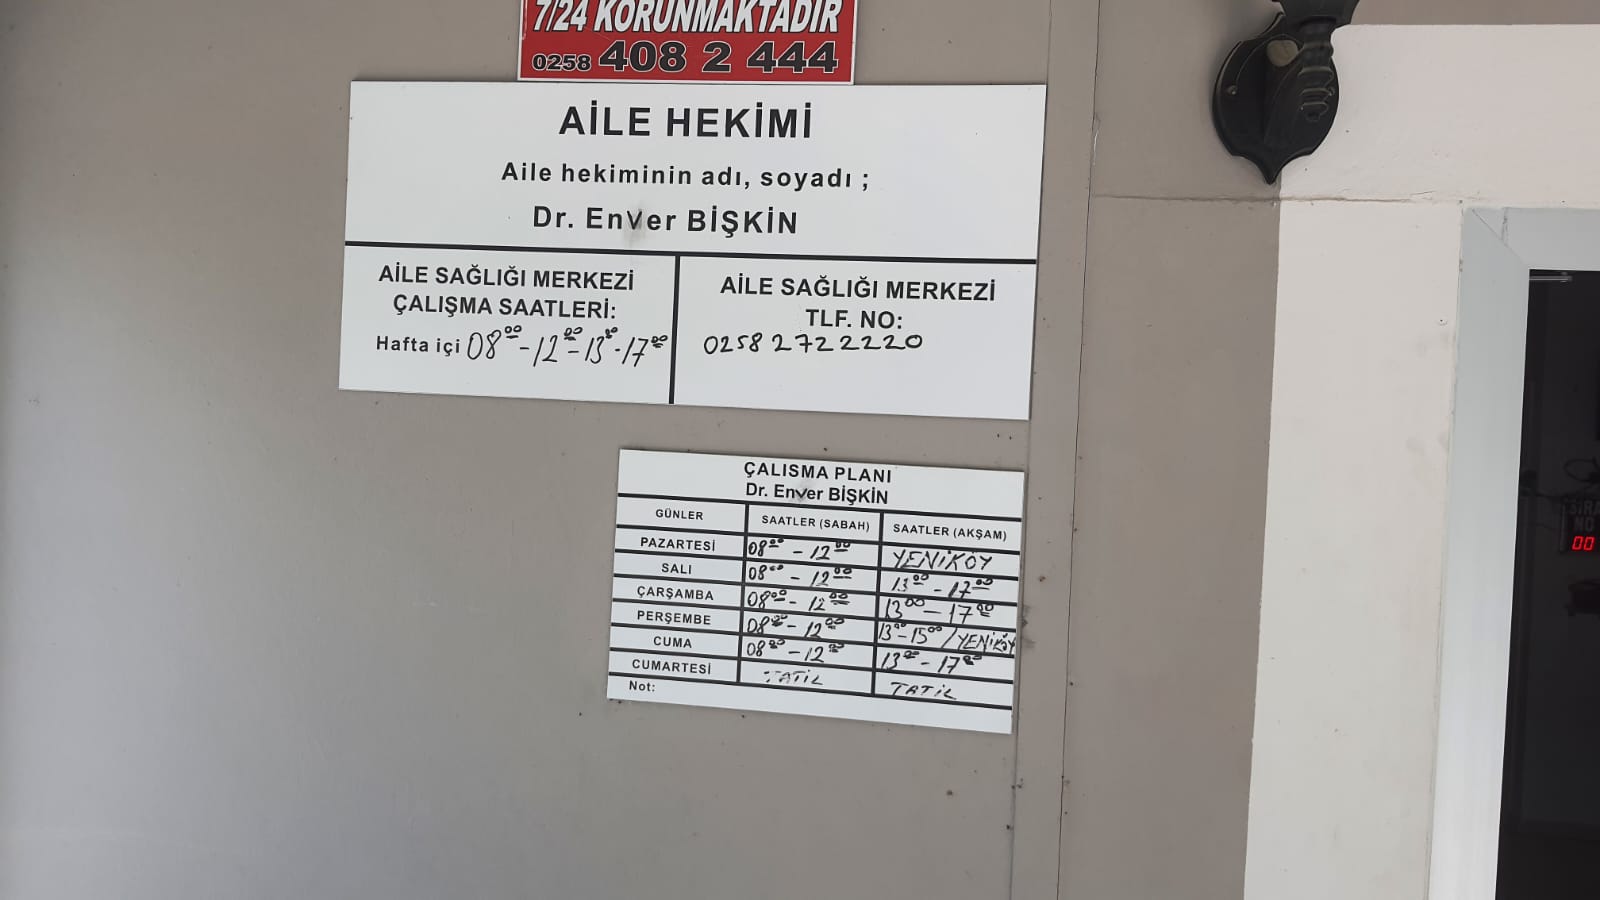 7/24 KORUNMAKTADIR
0258 408 2 444
AİLE HEKİMİ
Aile hekiminin adı, soyadı ;
Dr. Enver BİŞKİN
AİLE SAĞLIĞI MERKEZİ
ÇALIŞMA SAATLERİ:
Hafta içi 08⁰⁰-12⁰⁰-13⁰⁰-17⁰⁰
AİLE SAĞLIĞI MERKEZİ
TLF. NO:
0258 2722220
ÇALISMA PLANI
Dr. Enver BİŞKİN
GÜNLER SAATLER (SABAH) SAATLER (AKŞAM)
PAZARTESİ 08⁰⁰-12⁰⁰ YENİKÖY
SALI 08⁰⁰-12⁰⁰ 13⁰⁰-17⁰⁰
ÇARŞAMBA 08⁰⁰-12⁰⁰ 13⁰⁰-17⁰⁰
PERŞEMBE 08⁰⁰-12⁰⁰ 13⁰⁰-15⁰⁰/YENİKÖY
CUMA 08⁰⁰-12⁰⁰ 13⁰⁰-17⁰⁰
CUMARTESİ TATİL TATİL
Not:
SIRA
NO
00